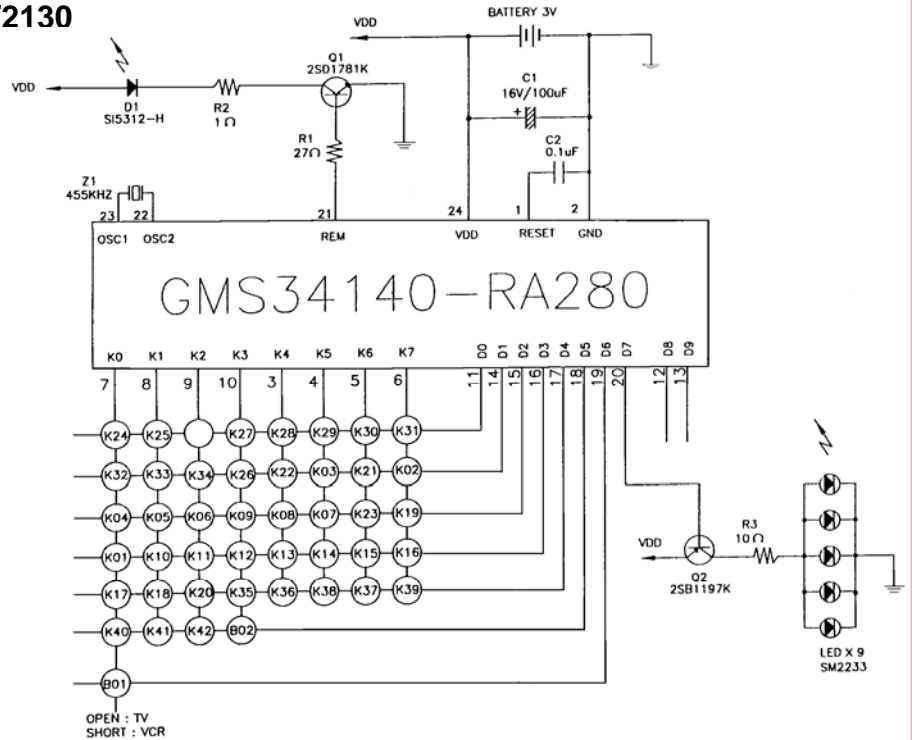 2130
BATTERY 3V
VDD
Q1
2SD1781K
VDD
D1
SI5312-H
R2
1Ω
C1
16V/100uF
+
R1
27Ω
C2
0.1uF
Z1
455KHZ
23 22 21 24 1 2
OSC1 OSC2 REM VDD RESET GND
GMS34140-RA280
K0 K1 K2 K3 K4 K5 K6 K7 D0 D1 D2 D3 D4 D5 D6 D7 D8 D9
7 8 9 10 3 4 5 6 11 14 15 16 17 18 19 20 12 13
K24 K25 K27 K28 K29 K30 K31
K32 K33 K34 K26 K22 K03 K21 K02
K04 K05 K06 K09 K08 K07 K23 K19
K01 K10 K11 K12 K13 K14 K15 K16
K17 K18 K20 K35 K36 K38 K37 K39
K40 K41 K42 B02
B01
OPEN : TV
SHORT : VCR
VDD
Q2
2SB1197K
R3
10Ω
LED X 9
SM2233